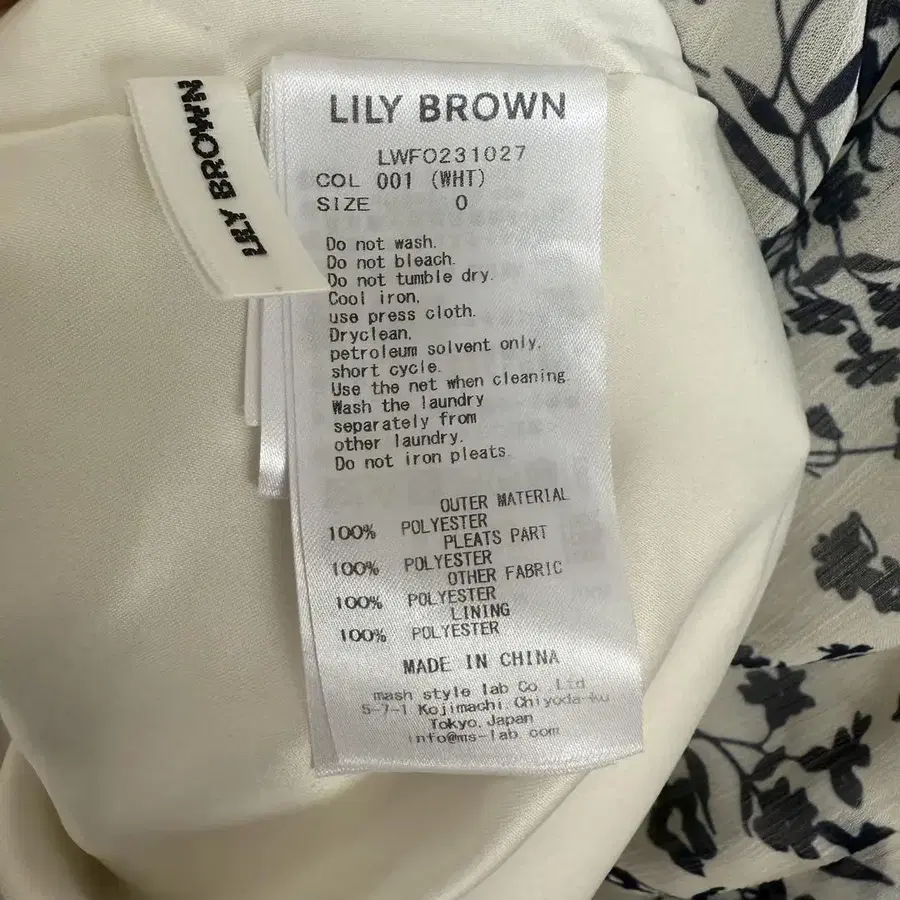 LILY BROWN
LILY BROWN
LWFO231027
COL 001 (WHT)
SIZE 0
Do not wash.
Do not bleach.
Do not tumble dry.
Cool iron.
use press cloth.
Dryclean,
petroleum solvent only.
short cycle.
Use the net when cleaning.
Wash the laundry
separately from
other laundry.
Do not iron pleats.
OUTER MATERIAL
100% POLYESTER
PLEATS PART
100% POLYESTER
OTHER FABRIC
100% POLYESTER
LINING
100% POLYESTER
MADE IN CHINA
mash style lab Co.,Ltd.
5-7-1 Kojimachi.Chiyoda-ku
Tokyo.Japan
info@ms-lab.com